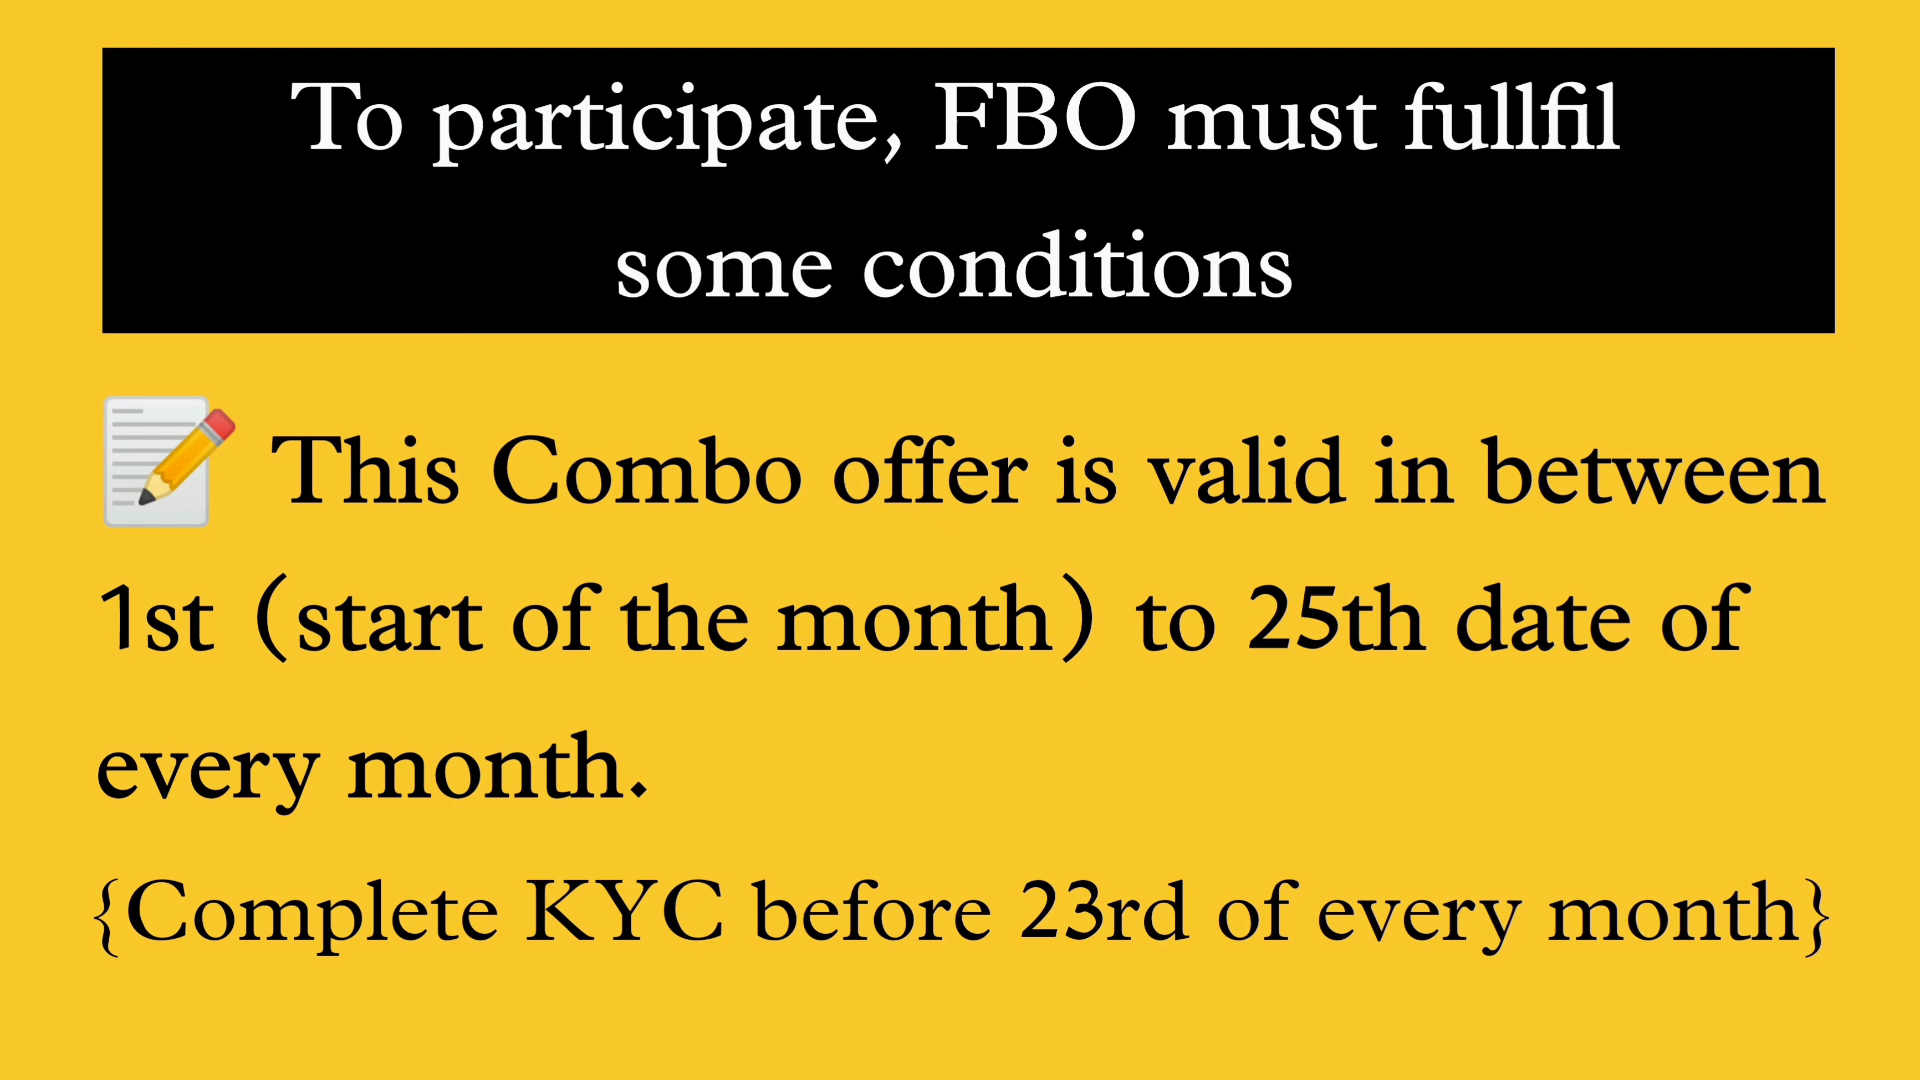 To participate, FBO must fullfil
some conditions
📝 This Combo offer is valid in between
1st (start of the month) to 25th date of
every month.
{Complete KYC before 23rd of every month}